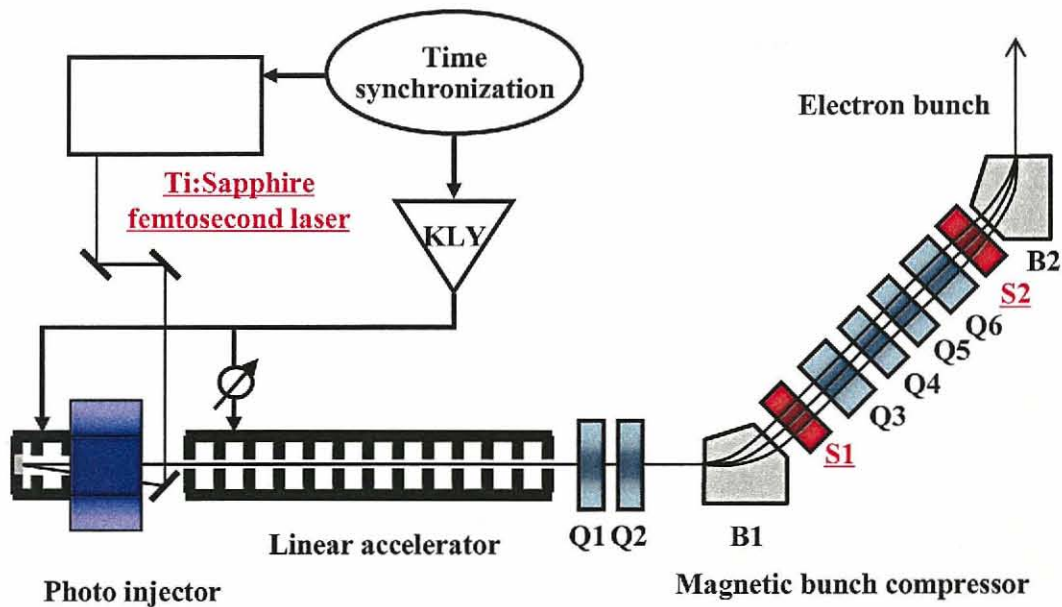 Time
synchronization
Electron bunch
Ti:Sapphire
femtosecond laser
KLY
B2
S2
Q6
Q5
Q4
Q3
S1
Q1
Q2
B1
Linear accelerator
Photo injector
Magnetic bunch compressor